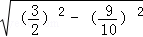 √((3/2)² − (9/10)²)